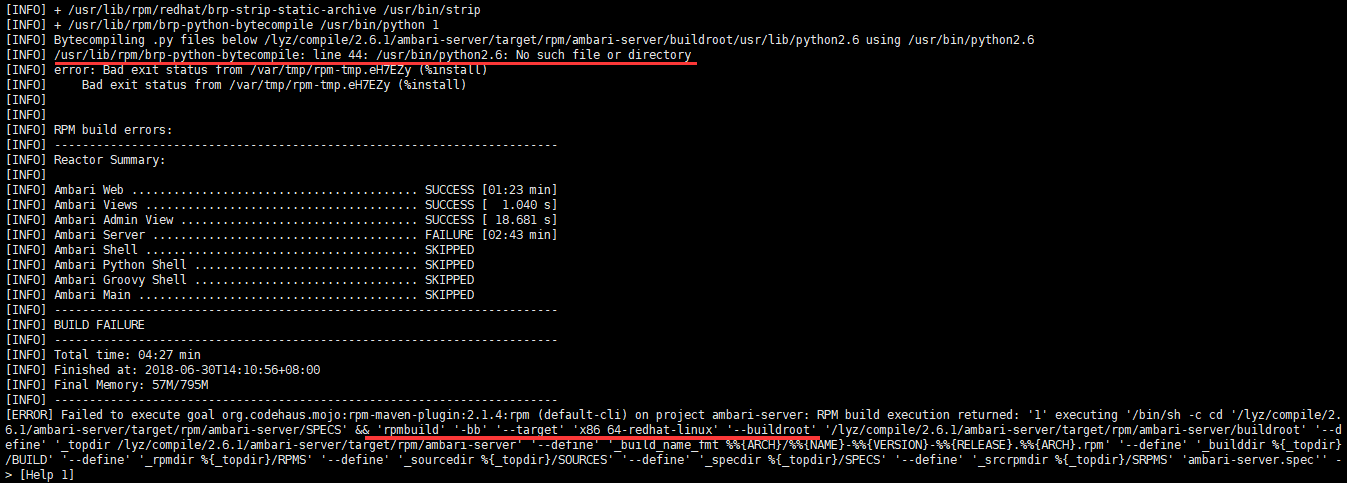 [INFO] + /usr/lib/rpm/redhat/brp-strip-static-archive /usr/bin/strip
[INFO] + /usr/lib/rpm/brp-python-bytecompile /usr/bin/python 1
[INFO] Bytecompiling .py files below /lyz/compile/2.6.1/ambari-server/target/rpm/ambari-server/buildroot/usr/lib/python2.6 using /usr/bin/python2.6
[INFO] /usr/lib/rpm/brp-python-bytecompile: line 44: /usr/bin/python2.6: No such file or directory
[INFO] error: Bad exit status from /var/tmp/rpm-tmp.eH7EZy (%install)
[INFO]     Bad exit status from /var/tmp/rpm-tmp.eH7EZy (%install)
[INFO]
[INFO]
[INFO] RPM build errors:
[INFO] ------------------------------------------------------------------------
[INFO] Reactor Summary:
[INFO]
[INFO] Ambari Web ......................................... SUCCESS [01:23 min]
[INFO] Ambari Views ....................................... SUCCESS [  1.040 s]
[INFO] Ambari Admin View .................................. SUCCESS [ 18.681 s]
[INFO] Ambari Server ...................................... FAILURE [02:43 min]
[INFO] Ambari Shell ....................................... SKIPPED
[INFO] Ambari Python Shell ................................ SKIPPED
[INFO] Ambari Groovy Shell ................................ SKIPPED
[INFO] Ambari Main ........................................ SKIPPED
[INFO] ------------------------------------------------------------------------
[INFO] BUILD FAILURE
[INFO] ------------------------------------------------------------------------
[INFO] Total time: 04:27 min
[INFO] Finished at: 2018-06-30T14:10:56+08:00
[INFO] Final Memory: 57M/795M
[INFO] ------------------------------------------------------------------------
[ERROR] Failed to execute goal org.codehaus.mojo:rpm-maven-plugin:2.1.4:rpm (default-cli) on project ambari-server: RPM build execution returned: '1' executing '/bin/sh -c cd '/lyz/compile/2.
6.1/ambari-server/target/rpm/ambari-server/SPECS' && 'rpmbuild' '-bb' '--target' 'x86_64-redhat-linux' '--buildroot' '/lyz/compile/2.6.1/ambari-server/target/rpm/ambari-server/buildroot' '--d
efine' '_topdir /lyz/compile/2.6.1/ambari-server/target/rpm/ambari-server' '--define' '_build_name_fmt %%{ARCH}/%%{NAME}-%%{VERSION}-%%{RELEASE}.%%{ARCH}.rpm' '--define' '_builddir %{_topdir}
/BUILD' '--define' '_rpmdir %{_topdir}/RPMS' '--define' '_sourcedir %{_topdir}/SOURCES' '--define' '_specdir %{_topdir}/SPECS' '--define' '_srcrpmdir %{_topdir}/SRPMS' 'ambari-server.spec'' -
> [Help 1]